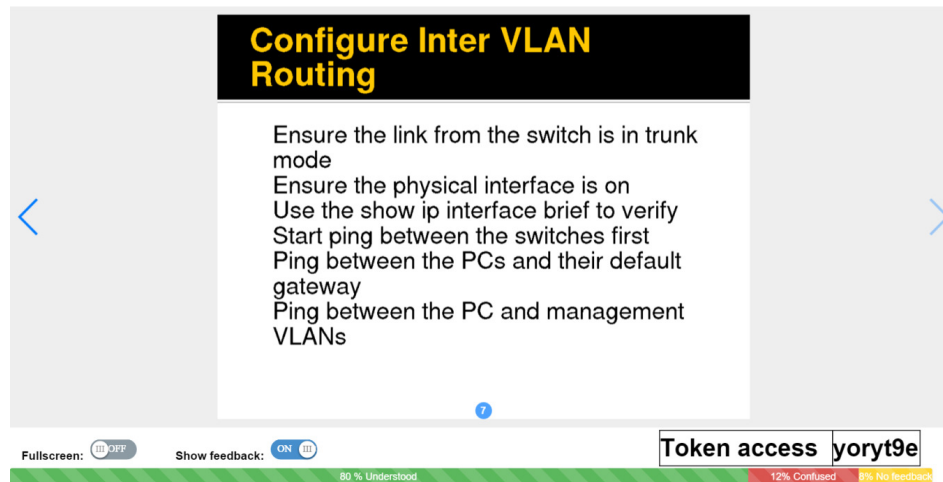 Configure Inter VLAN
Routing
Ensure the link from the switch is in trunk
mode
Ensure the physical interface is on
Use the show ip interface brief to verify
Start ping between the switches first
Ping between the PCs and their default
gateway
Ping between the PC and management
VLANs
7
Fullscreen: OFF Show feedback: ON Token access yoryt9e
80 % Understood 12% Confused 8% No feedback